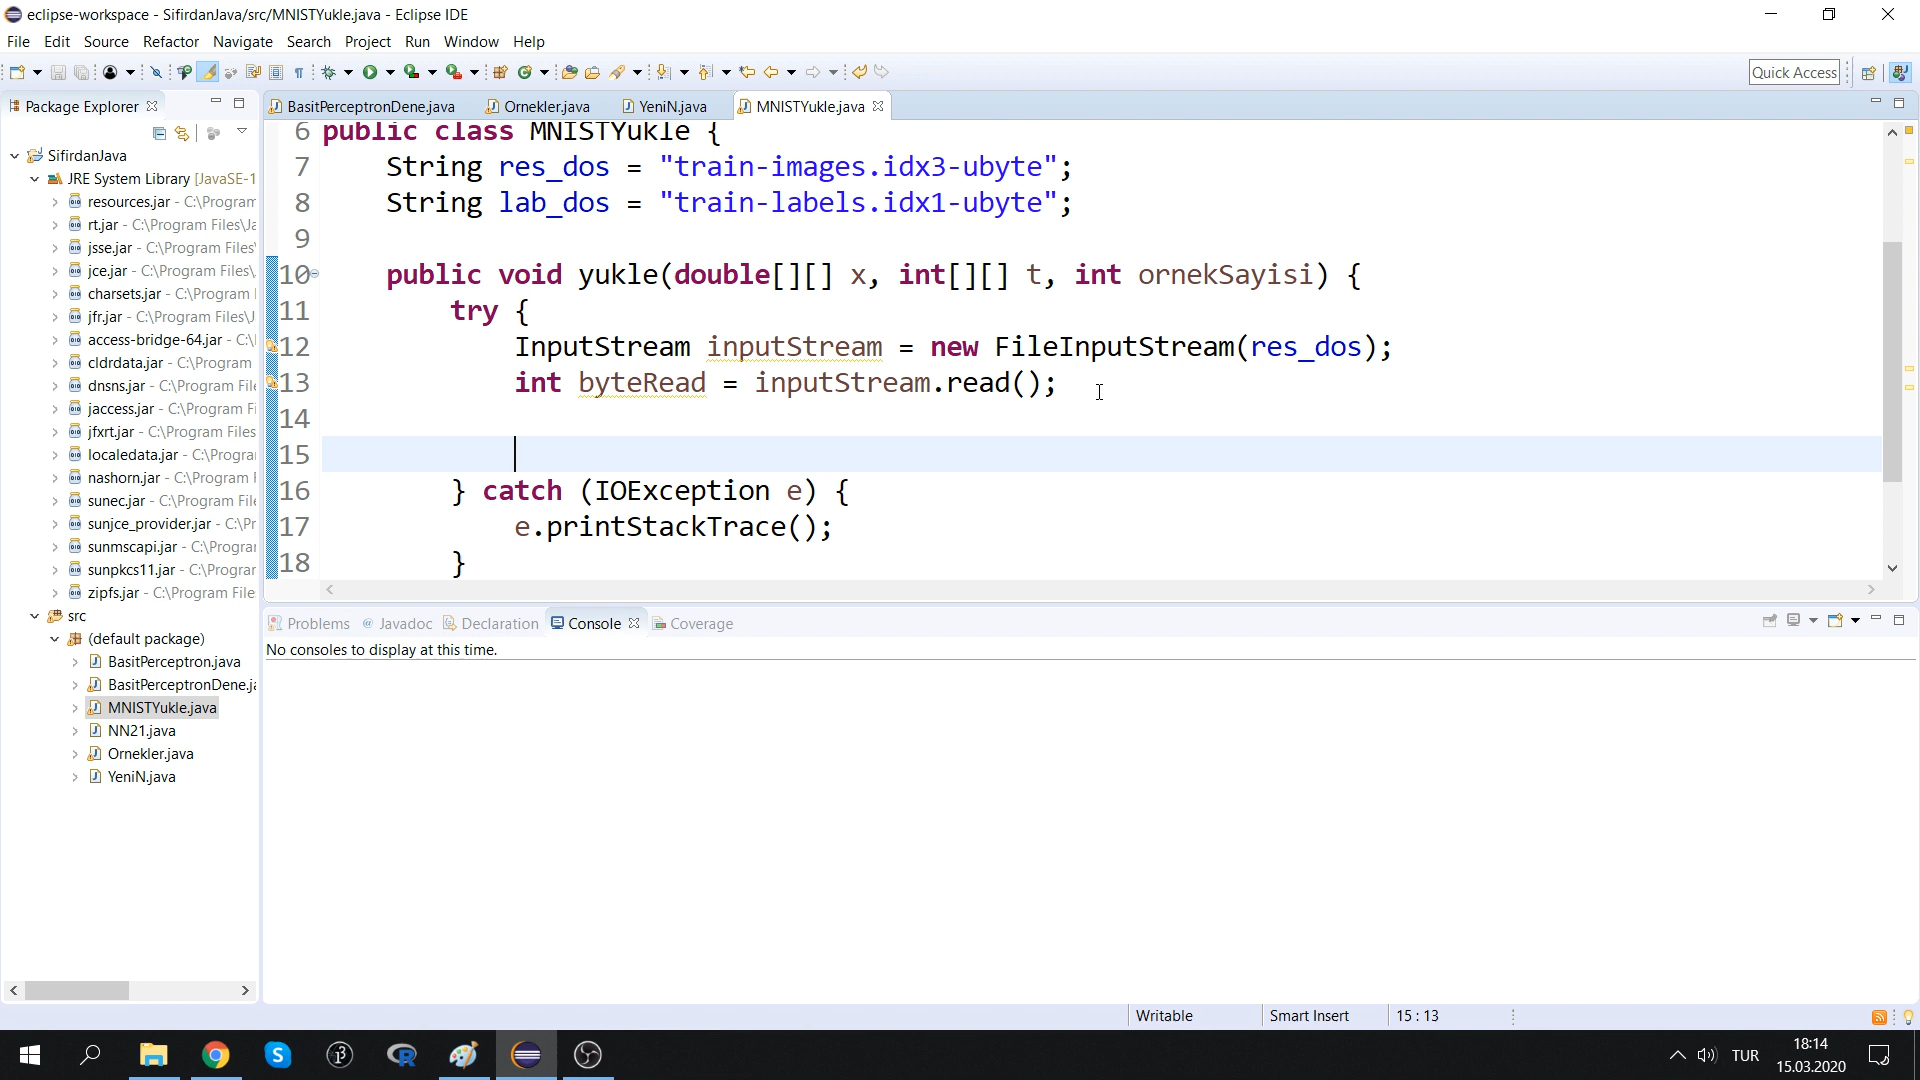 eclipse-workspace - SifirdanJava/src/MNISTYukle.java - Eclipse IDE
File Edit Source Refactor Navigate Search Project Run Window Help
Quick Access
Package Explorer
BasitPerceptronDene.java Ornekler.java YeniN.java MNISTYukle.java
SifirdanJava
JRE System Library [JavaSE-1
resources.jar - C:\Program
rt.jar - C:\Program Files\Ja
jsse.jar - C:\Program Files\
jce.jar - C:\Program Files\
charsets.jar - C:\Program
jfr.jar - C:\Program Files\J
access-bridge-64.jar - C:\
cldrdata.jar - C:\Program
dnsns.jar - C:\Program Fil
jaccess.jar - C:\Program Fi
jfxrt.jar - C:\Program Files
localedata.jar - C:\Progra
nashorn.jar - C:\Program
sunec.jar - C:\Program File
sunjce_provider.jar - C:\Pr
sunmscapi.jar - C:\Progra
sunpkcs11.jar - C:\Prograr
zipfs.jar - C:\Program File
src
(default package)
BasitPerceptron.java
BasitPerceptronDene.ja
MNISTYukle.java
NN21.java
Ornekler.java
YeniN.java
6 public class MNISTYukle {
7 String res_dos = "train-images.idx3-ubyte";
8 String lab_dos = "train-labels.idx1-ubyte";
9
10 public void yukle(double[][] x, int[][] t, int ornekSayisi) {
11 try {
12 InputStream inputStream = new FileInputStream(res_dos);
13 int byteRead = inputStream.read();
14
15
16 } catch (IOException e) {
17 e.printStackTrace();
18 }
Problems @ Javadoc Declaration Console Coverage
No consoles to display at this time.
Writable Smart Insert 15 : 13
TUR 18:14
15.03.2020